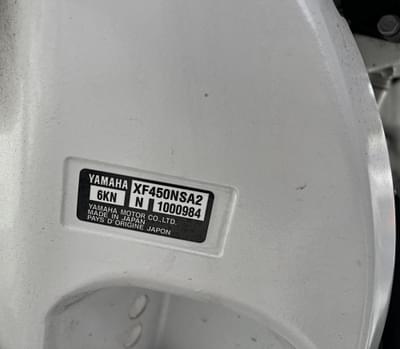 YAMAHA XF450NSA2
6KN N 1000984
YAMAHA MOTOR CO.,LTD.
MADE IN JAPAN
PAYS D'ORIGINE JAPON